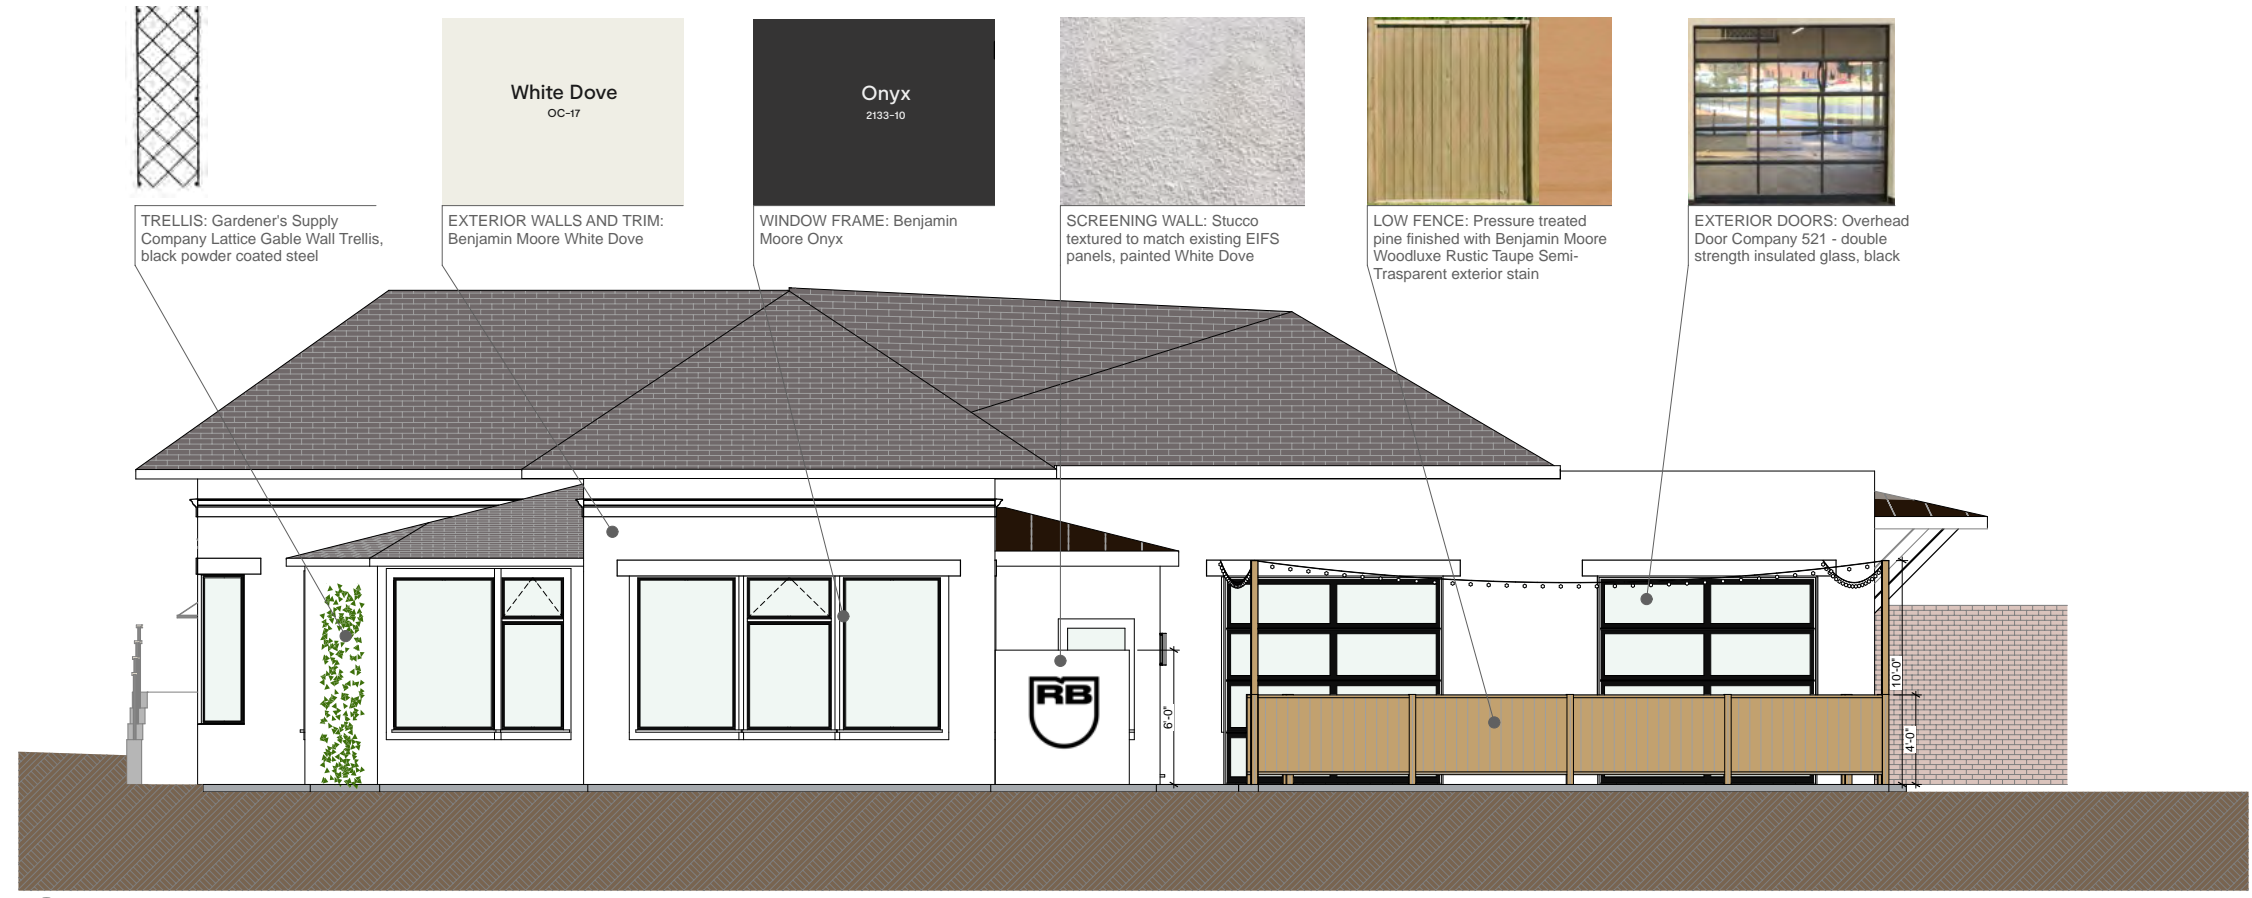 White Dove
OC-17
Onyx
2133-10
TRELLIS: Gardener's Supply
Company Lattice Gable Wall Trellis,
black powder coated steel
EXTERIOR WALLS AND TRIM:
Benjamin Moore White Dove
WINDOW FRAME: Benjamin
Moore Onyx
SCREENING WALL: Stucco
textured to match existing EIFS
panels, painted White Dove
LOW FENCE: Pressure treated
pine finished with Benjamin Moore
Woodluxe Rustic Taupe Semi-
Trasparent exterior stain
EXTERIOR DOORS: Overhead
Door Company 521 - double
strength insulated glass, black
RB
6'-0"
10'-0"
4'-0"